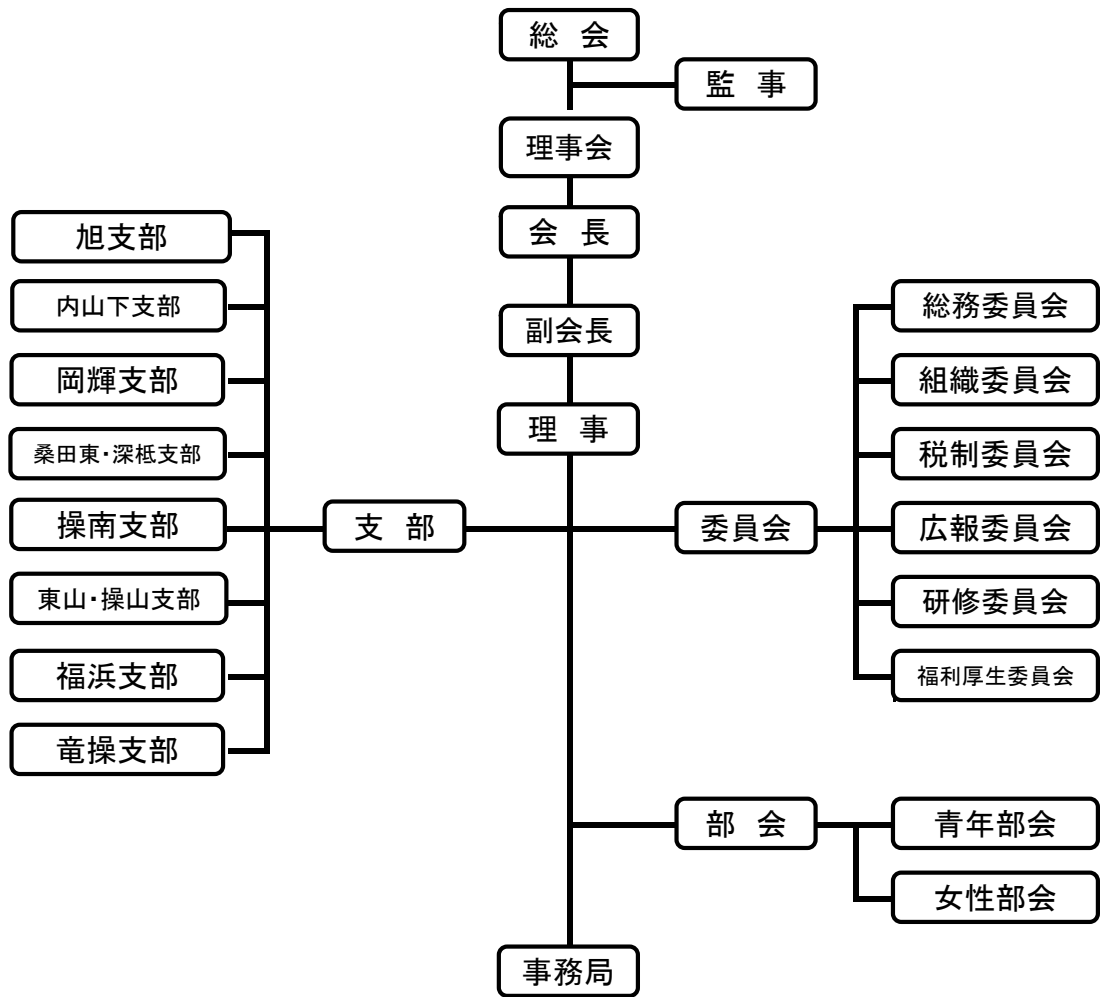 総 会
監 事
理事会
会 長
副会長
理 事
支 部
旭支部
内山下支部
岡輝支部
桑田東・深柢支部
操南支部
東山・操山支部
福浜支部
竜操支部
委員会
総務委員会
組織委員会
税制委員会
広報委員会
研修委員会
福利厚生委員会
部 会
青年部会
女性部会
事務局